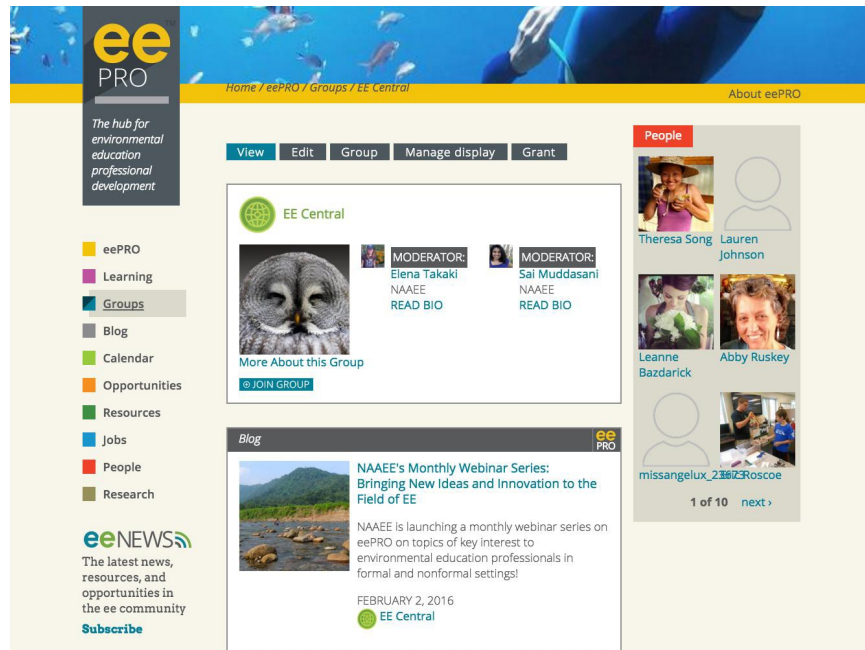 ee™
PRO
The hub for
environmental
education
professional
development
Home / eePRO / Groups / EE Central
About eePRO
eePRO
Learning
Groups
Blog
Calendar
Opportunities
Resources
Jobs
People
Research
eeNEWS
The latest news,
resources, and
opportunities in
the ee community
Subscribe
View Edit Group Manage display Grant
EE Central
MODERATOR:
Elena Takaki
NAAEE
READ BIO
MODERATOR:
Sai Muddasani
NAAEE
READ BIO
More About this Group
JOIN GROUP
Blog
ee
PRO
NAAEE's Monthly Webinar Series:
Bringing New Ideas and Innovation to the
Field of EE
NAAEE is launching a monthly webinar series on
eePRO on topics of key interest to
environmental education professionals in
formal and nonformal settings!
FEBRUARY 2, 2016
EE Central
People
Theresa Song
Lauren
Johnson
Leanne
Bazdarick
Abby Ruskey
Roscoe
1 of 10 next ›